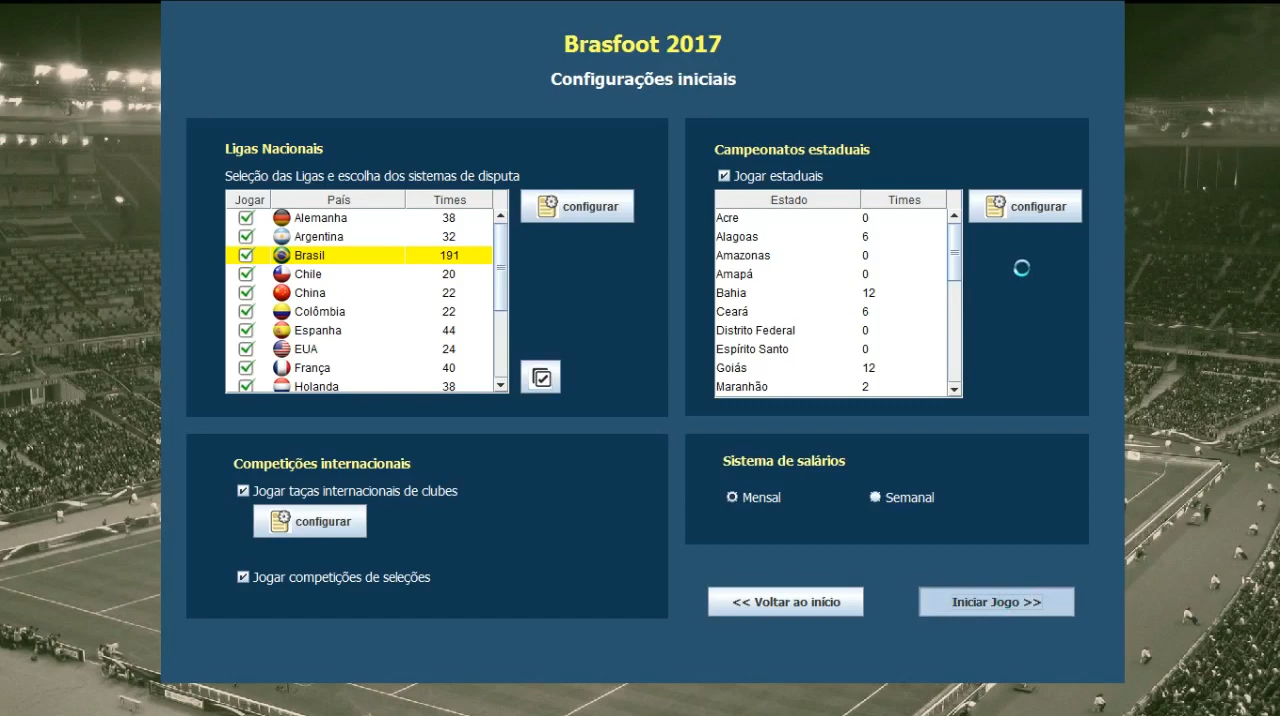 Brasfoot 2017
Configurações iniciais
Ligas Nacionais
Seleção das Ligas e escolha dos sistemas de disputa
Jogar País Times
Alemanha 38
Argentina 32
Brasil 191
Chile 20
China 22
Colômbia 22
Espanha 44
EUA 24
França 40
Holanda 38
configurar
Campeonatos estaduais
Jogar estaduais
Estado Times
Acre 0
Alagoas 6
Amazonas 0
Amapá 0
Bahia 12
Ceará 6
Distrito Federal 0
Espírito Santo 0
Goiás 12
Maranhão 2
configurar
Competições internacionais
Jogar taças internacionais de clubes
configurar
Jogar competições de seleções
Sistema de salários
Mensal Semanal
<< Voltar ao início Iniciar Jogo >>